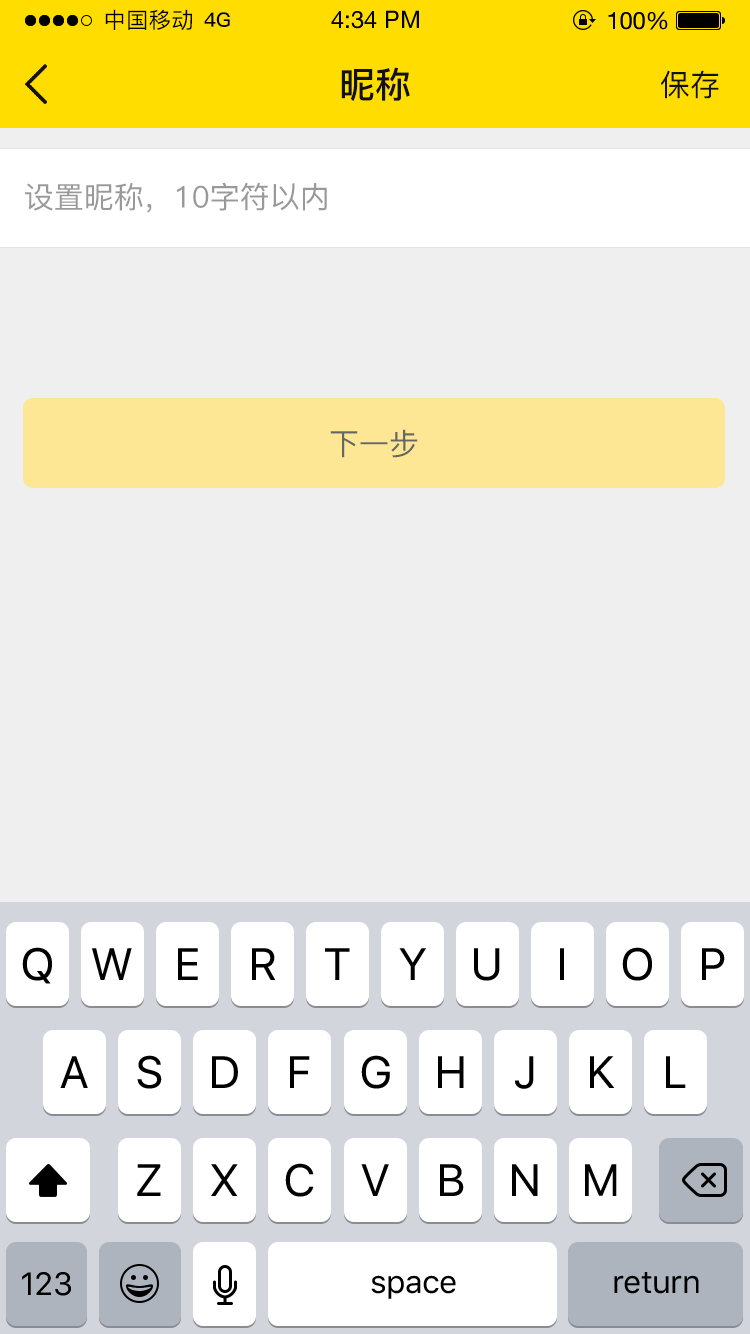 中国移动 4G 4:34 PM 100%
昵称 保存
设置昵称，10字符以内
下一步
Q W E R T Y U I O P
A S D F G H J K L
Z X C V B N M
123 space return